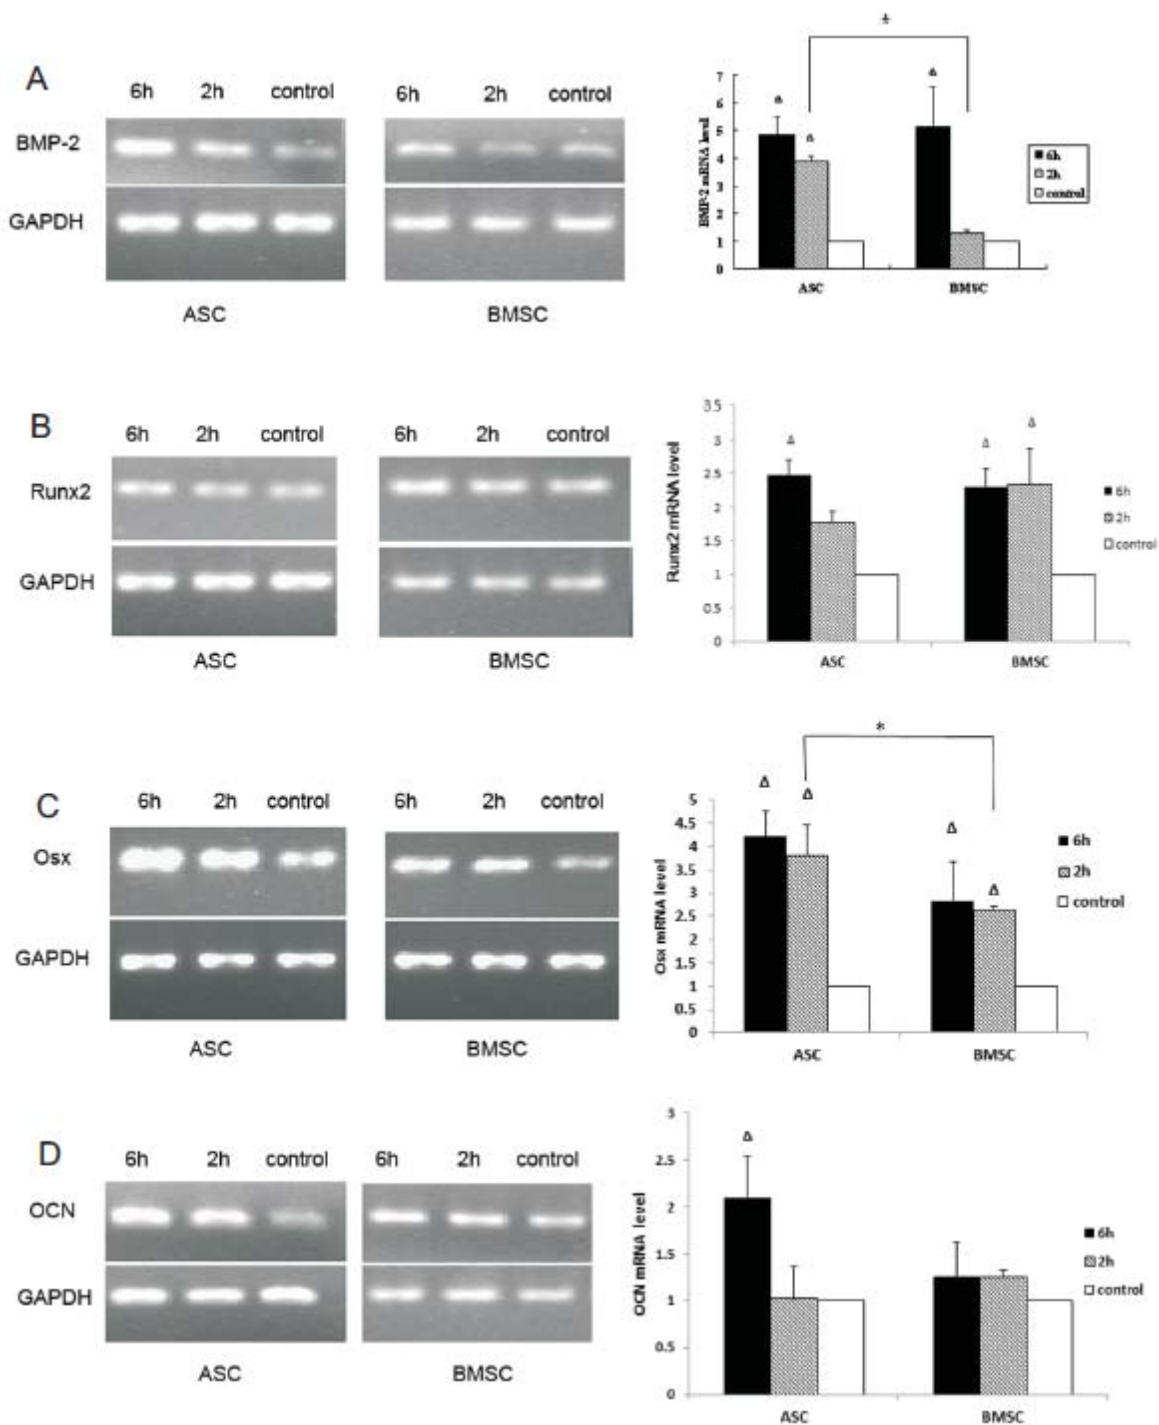 A
6h 2h control
6h 2h control
BMP-2
GAPDH
ASC
BMSC
*
BMP-2 mRNA level
7
6
5
4
3
2
1
0
Δ
Δ
Δ
ASC
BMSC
6h
2h
control
B
6h 2h control
6h 2h control
Runx2
GAPDH
ASC
BMSC
Runx2 mRNA level
3.5
3
2.5
2
1.5
1
0.5
0
Δ
Δ
Δ
ASC
BMSC
6h
2h
control
C
6h 2h control
6h 2h control
Osx
GAPDH
ASC
BMSC
*
Osx mRNA level
5
4.5
4
3.5
3
2.5
2
1.5
1
0.5
0
Δ
Δ
Δ
Δ
ASC
BMSC
6h
2h
control
D
6h 2h control
6h 2h control
OCN
GAPDH
ASC
BMSC
OCN mRNA level
3
2.5
2
1.5
1
0.5
0
Δ
ASC
BMSC
6h
2h
control